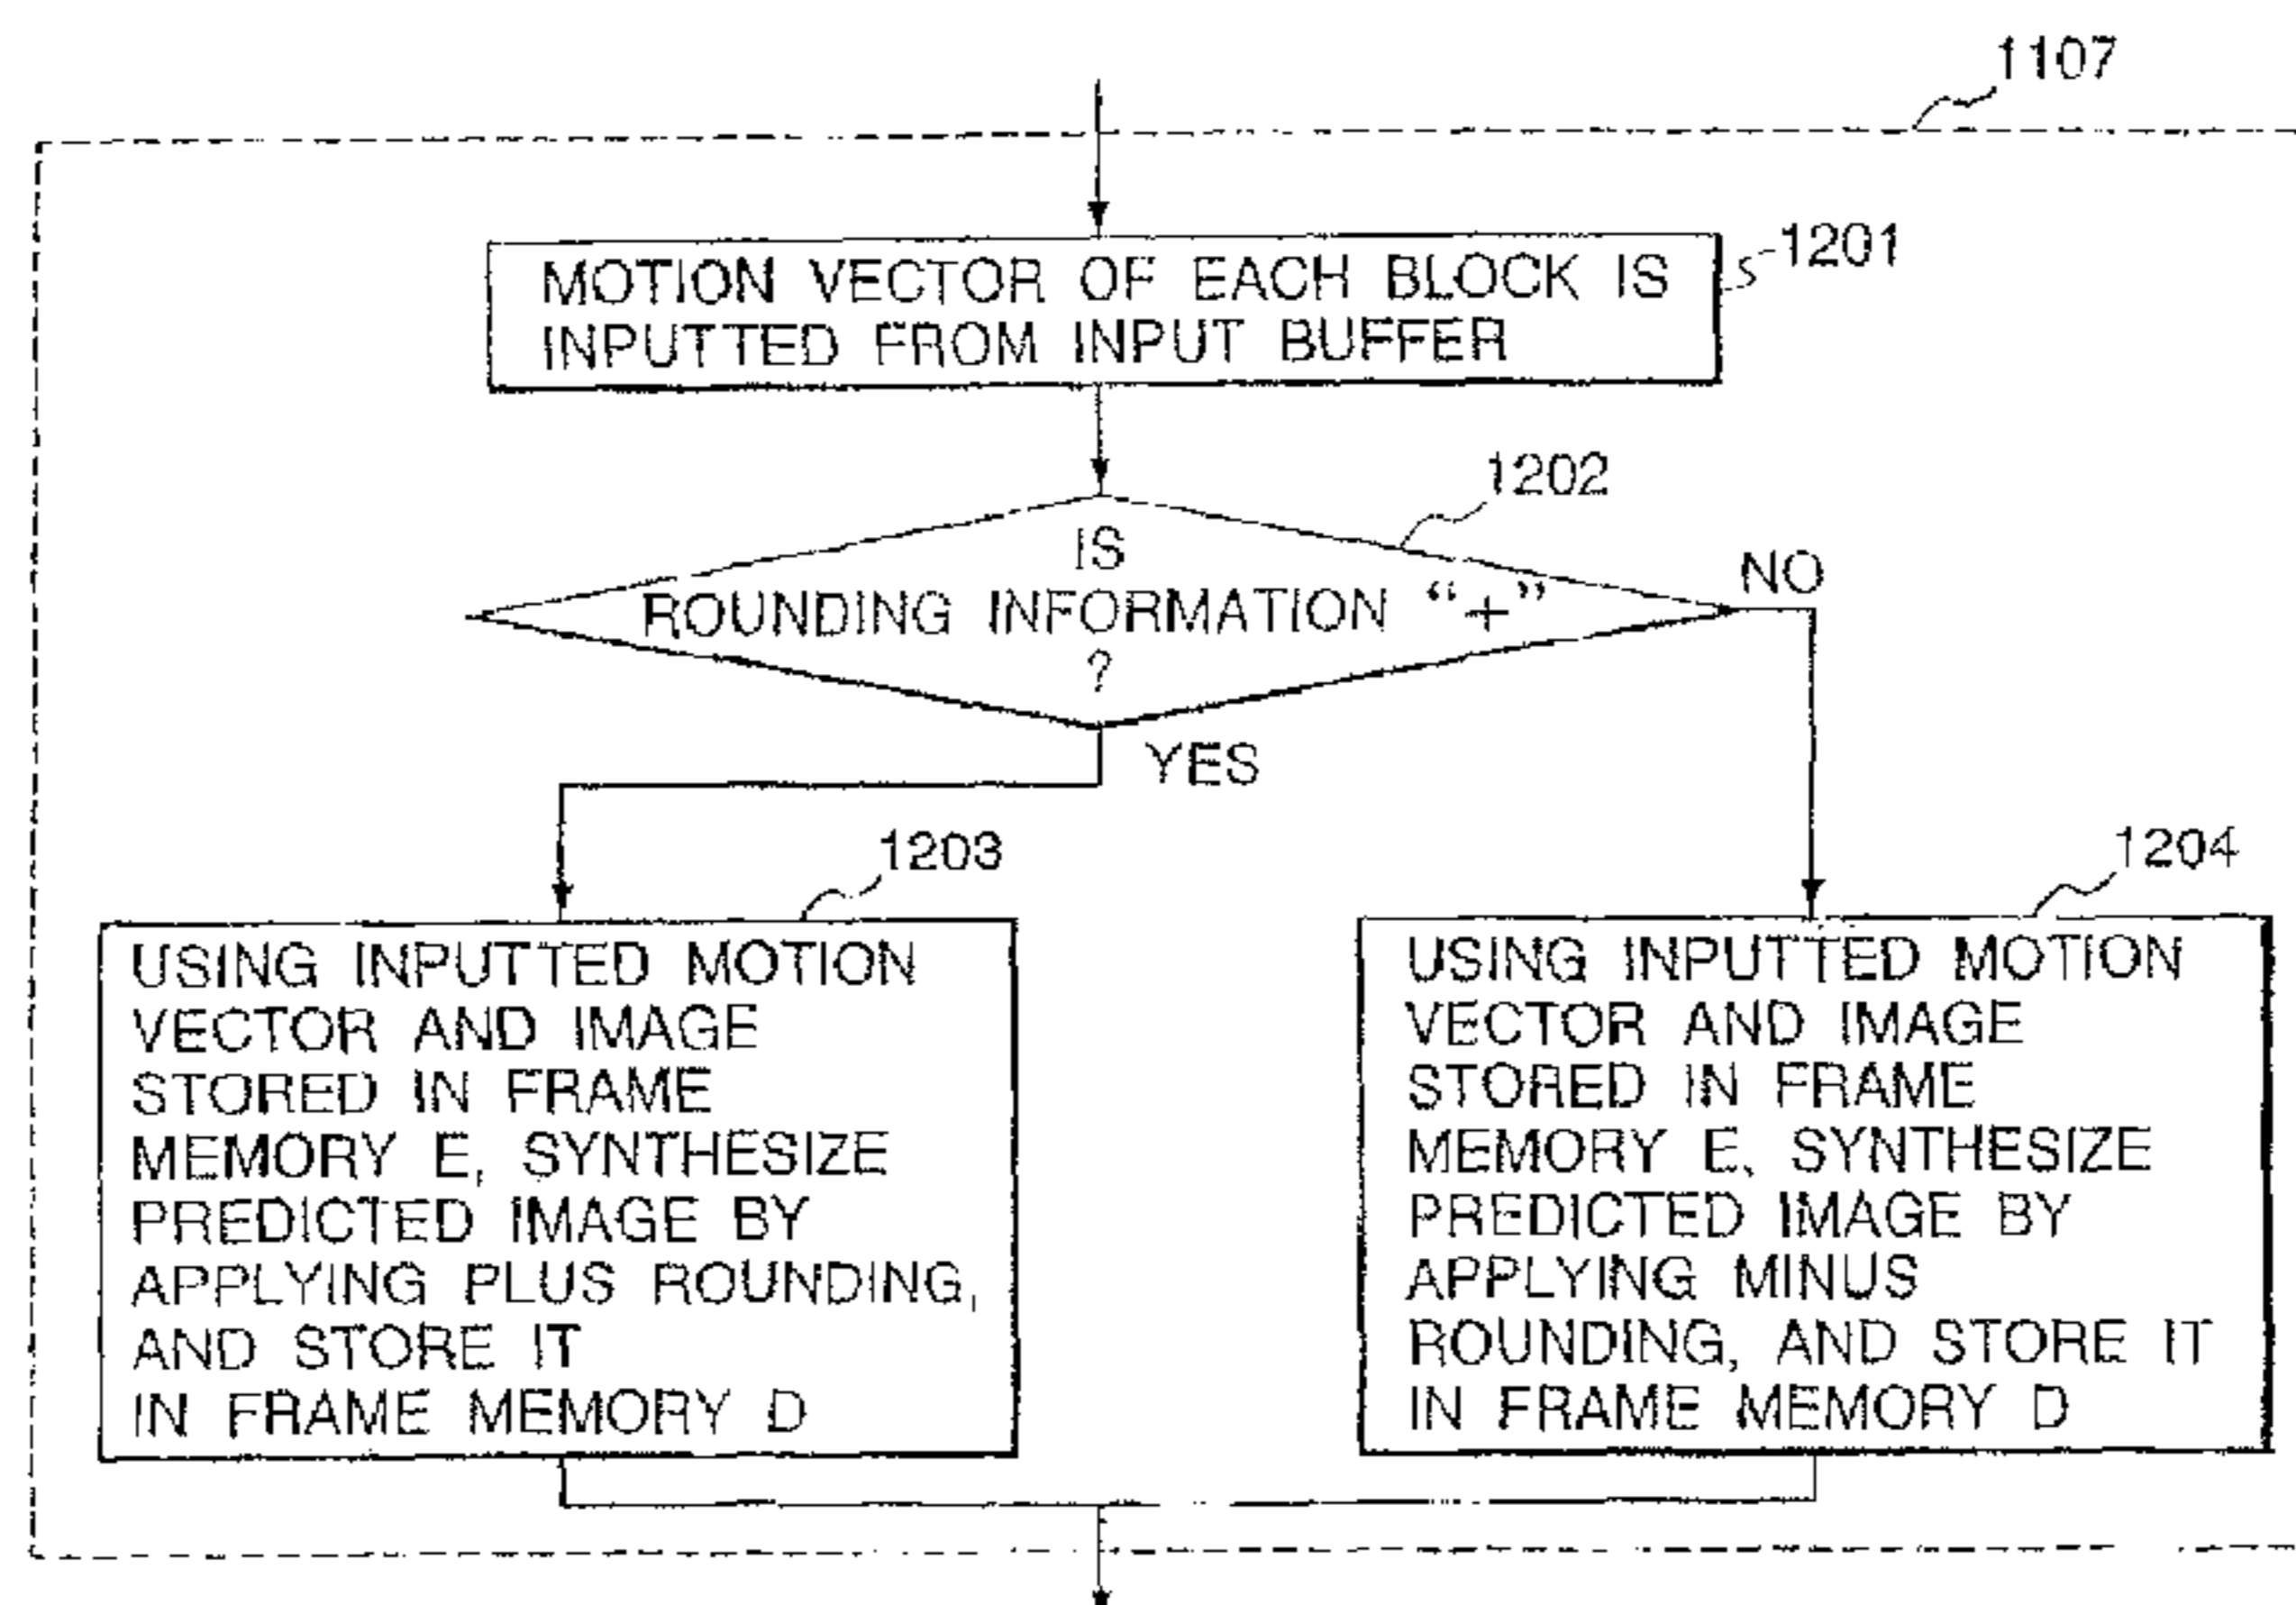 1107
MOTION VECTOR OF EACH BLOCK IS
INPUTTED FROM INPUT BUFFER
1201
1202
IS
ROUNDING INFORMATION “+”
?
NO
YES
1203
USING INPUTTED MOTION
VECTOR AND IMAGE
STORED IN FRAME
MEMORY E, SYNTHESIZE
PREDICTED IMAGE BY
APPLYING PLUS ROUNDING,
AND STORE IT
IN FRAME MEMORY D
1204
USING INPUTTED MOTION
VECTOR AND IMAGE
STORED IN FRAME
MEMORY E, SYNTHESIZE
PREDICTED IMAGE BY
APPLYING MINUS
ROUNDING, AND STORE IT
IN FRAME MEMORY D